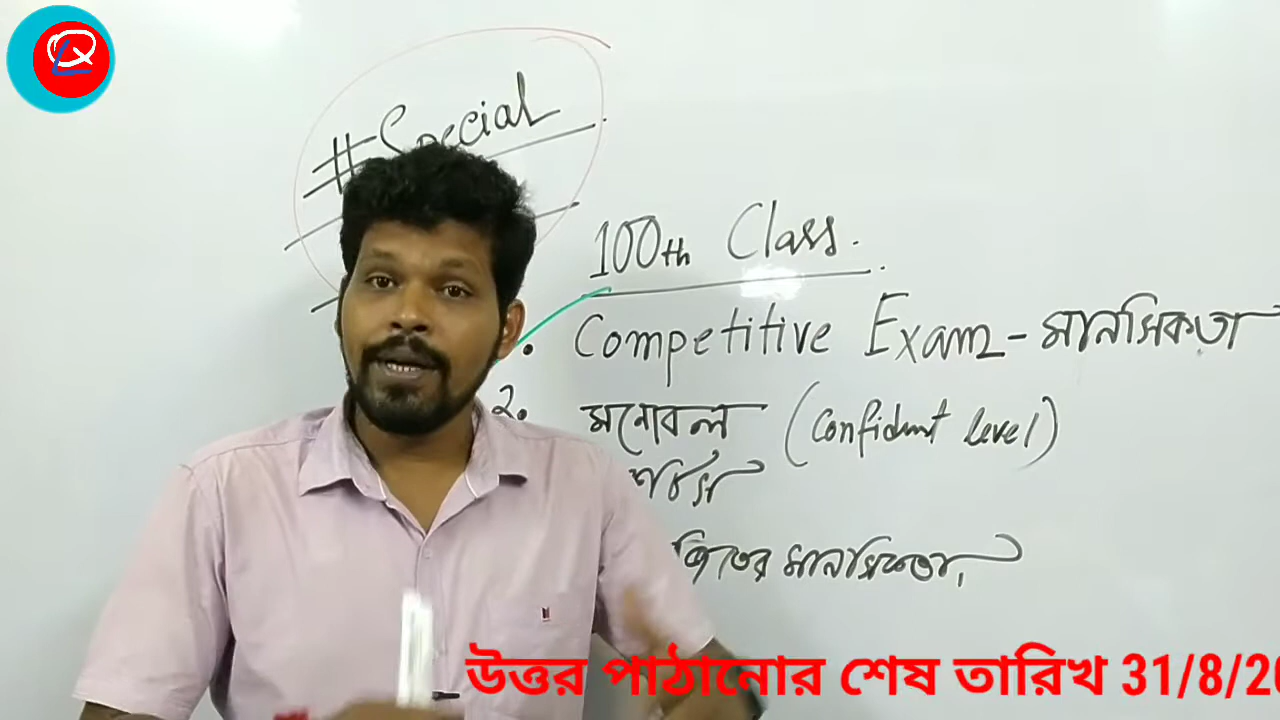 #Special
100th Class.
. Competitive Exam - মানসিকতা
2. মনোবল (Confident level)
মানসিকতা.
উত্তর পাঠানোর শেষ তারিখ 31/8/20